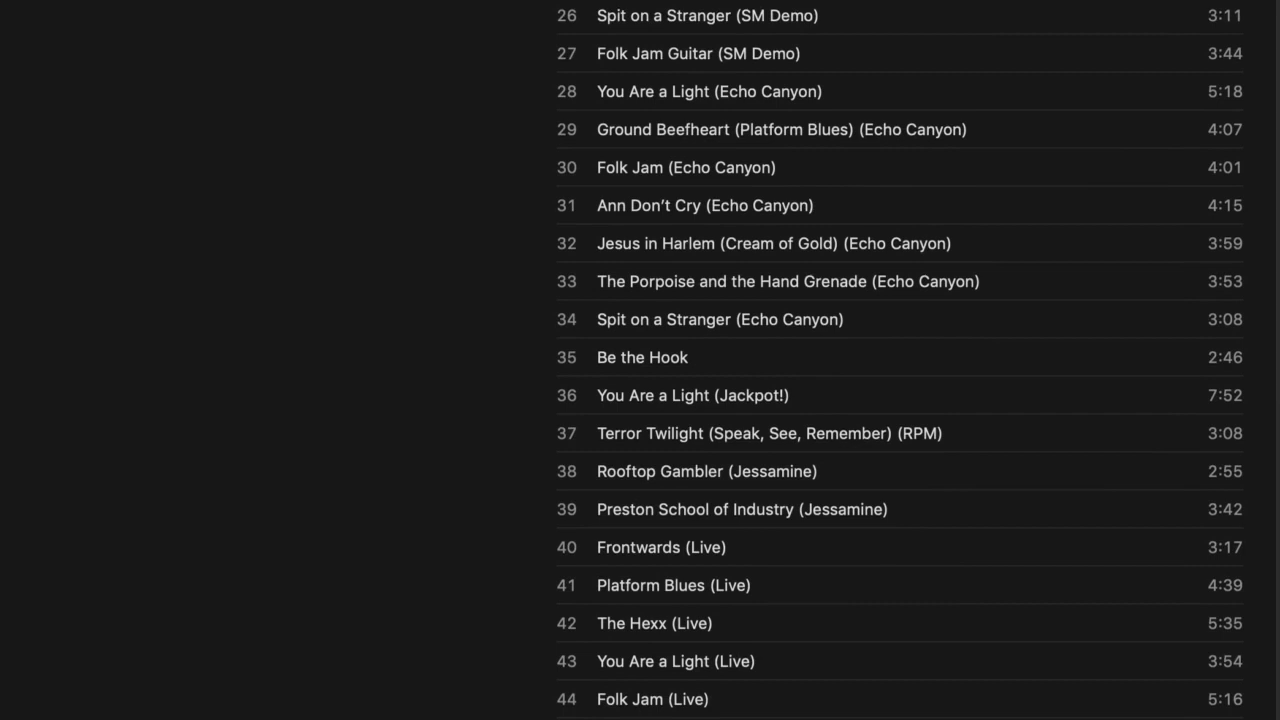 26 Spit on a Stranger (SM Demo) 3:11
27 Folk Jam Guitar (SM Demo) 3:44
28 You Are a Light (Echo Canyon) 5:18
29 Ground Beefheart (Platform Blues) (Echo Canyon) 4:07
30 Folk Jam (Echo Canyon) 4:01
31 Ann Don’t Cry (Echo Canyon) 4:15
32 Jesus in Harlem (Cream of Gold) (Echo Canyon) 3:59
33 The Porpoise and the Hand Grenade (Echo Canyon) 3:53
34 Spit on a Stranger (Echo Canyon) 3:08
35 Be the Hook 2:46
36 You Are a Light (Jackpot!) 7:52
37 Terror Twilight (Speak, See, Remember) (RPM) 3:08
38 Rooftop Gambler (Jessamine) 2:55
39 Preston School of Industry (Jessamine) 3:42
40 Frontwards (Live) 3:17
41 Platform Blues (Live) 4:39
42 The Hexx (Live) 5:35
43 You Are a Light (Live) 3:54
44 Folk Jam (Live) 5:16